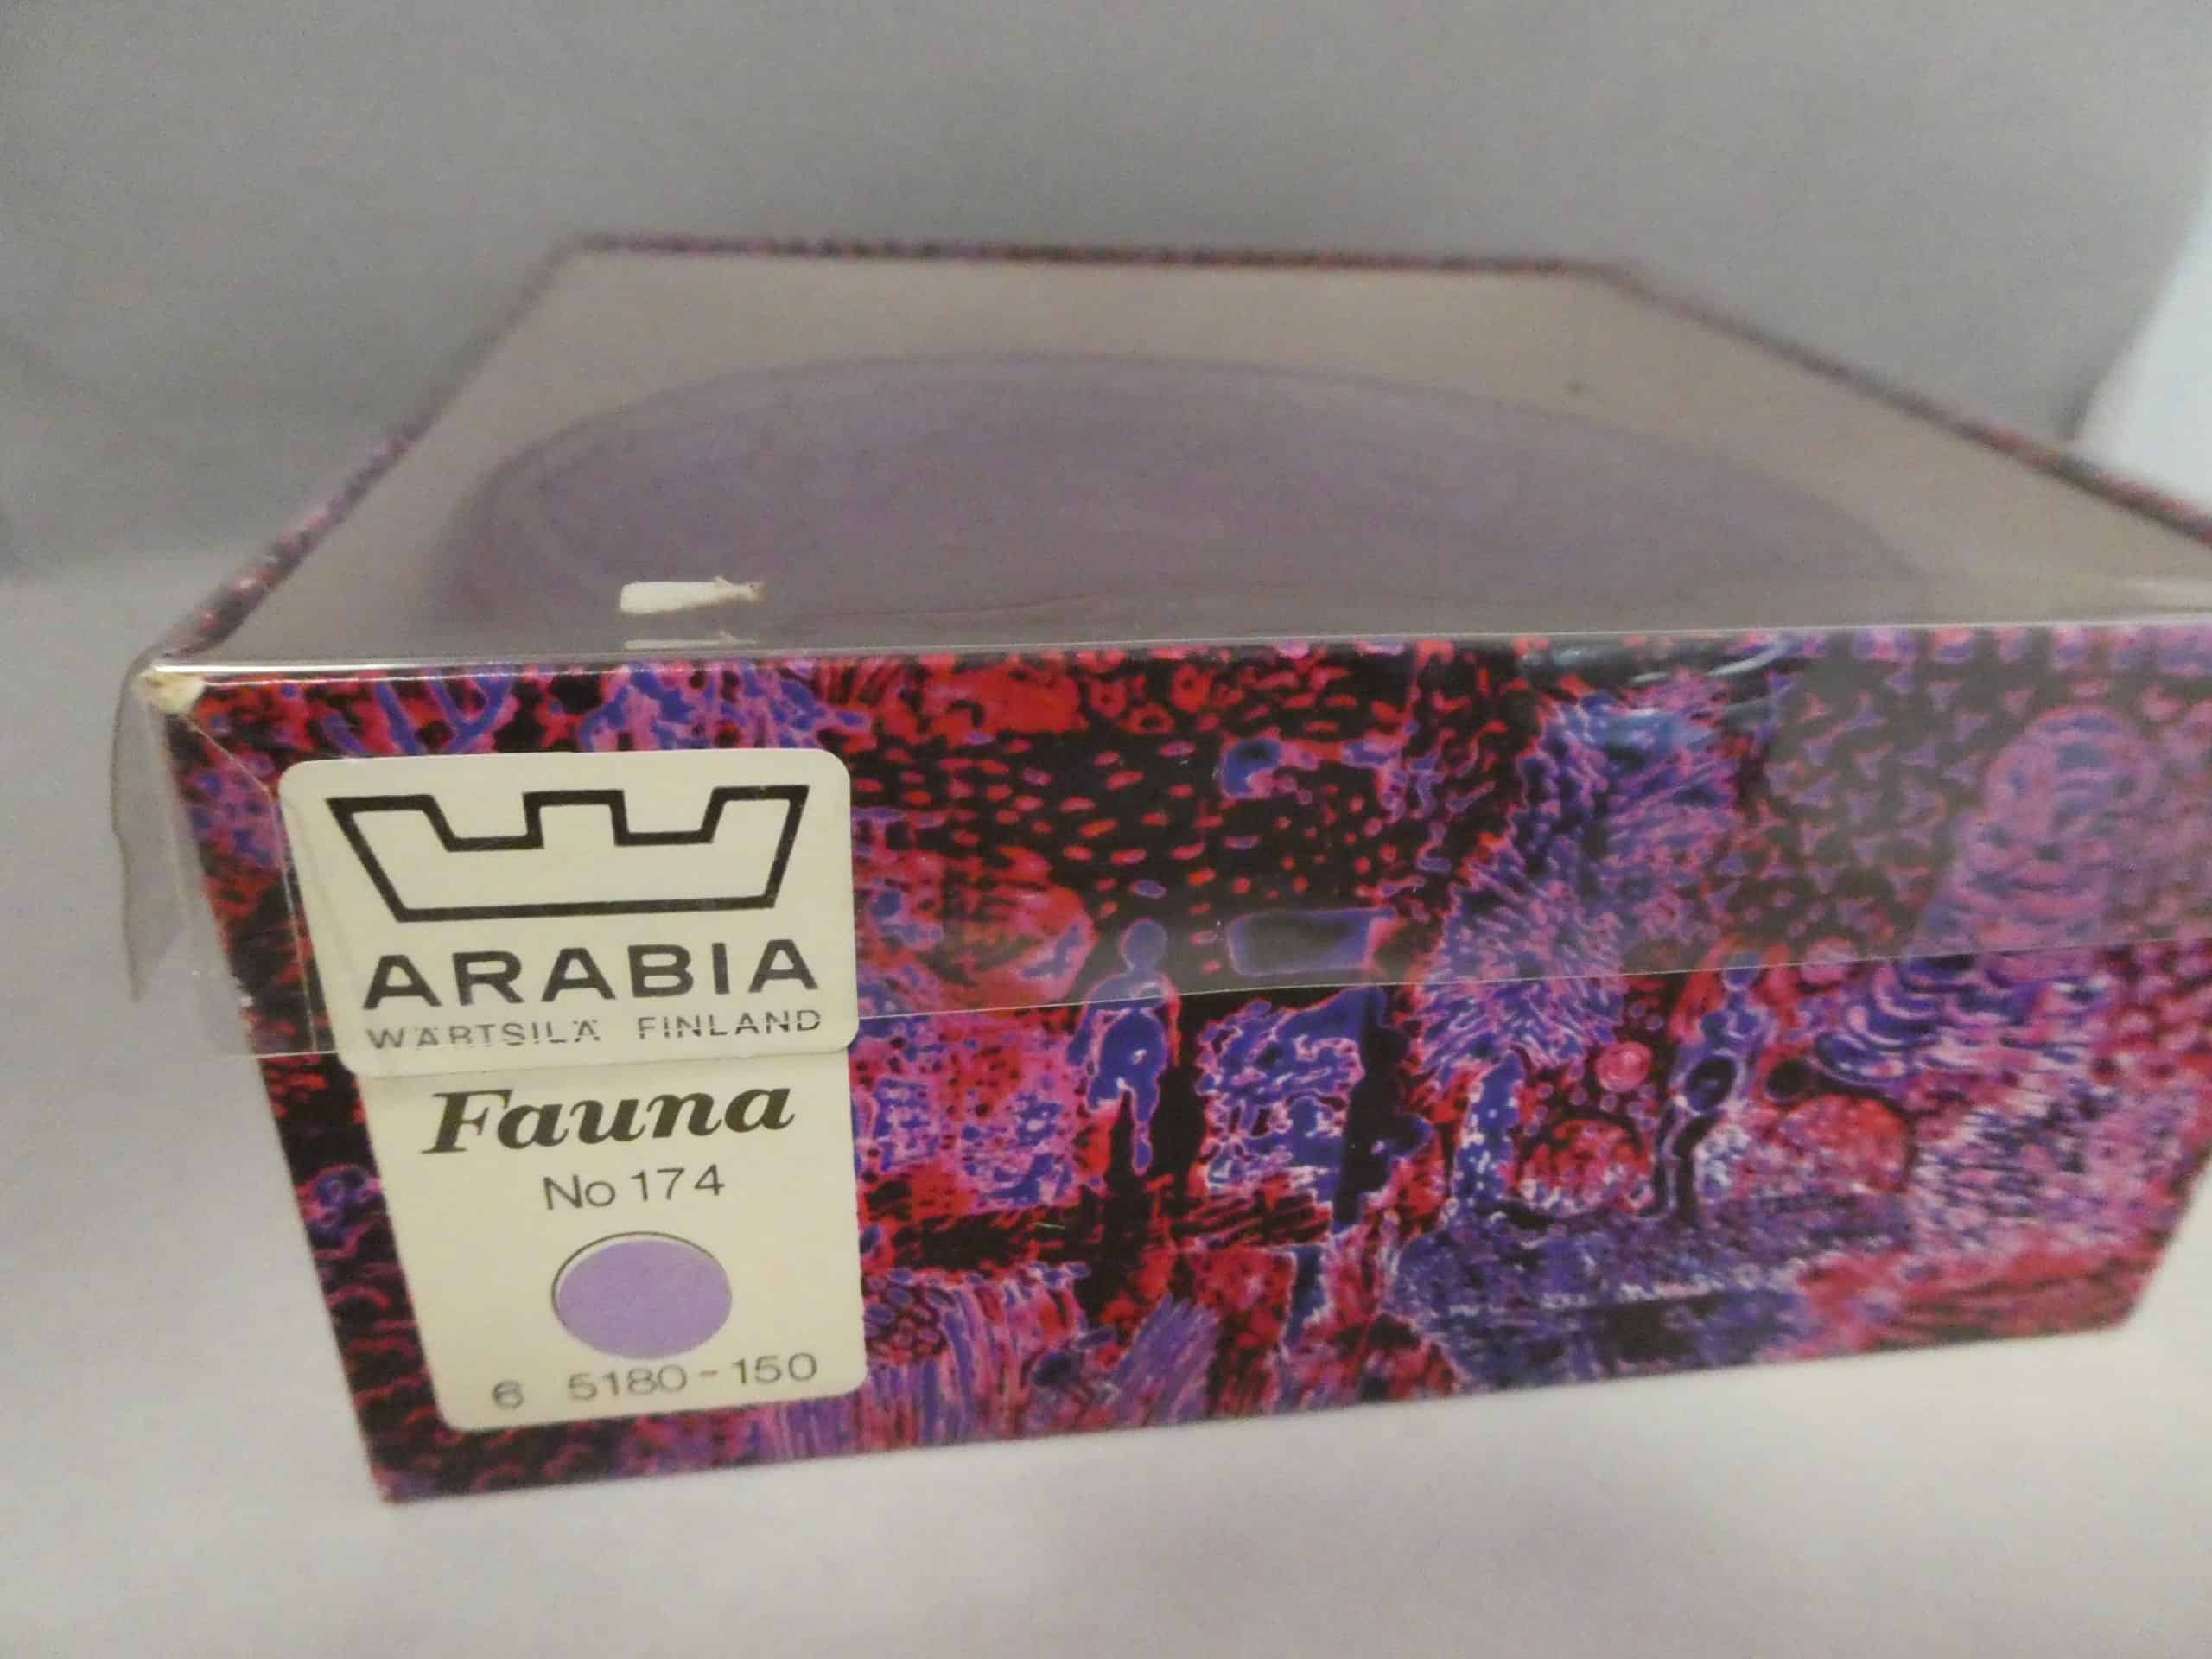 ARABIA
WÄRTSILÄ FINLAND
Fauna
No 174
6 5180-150